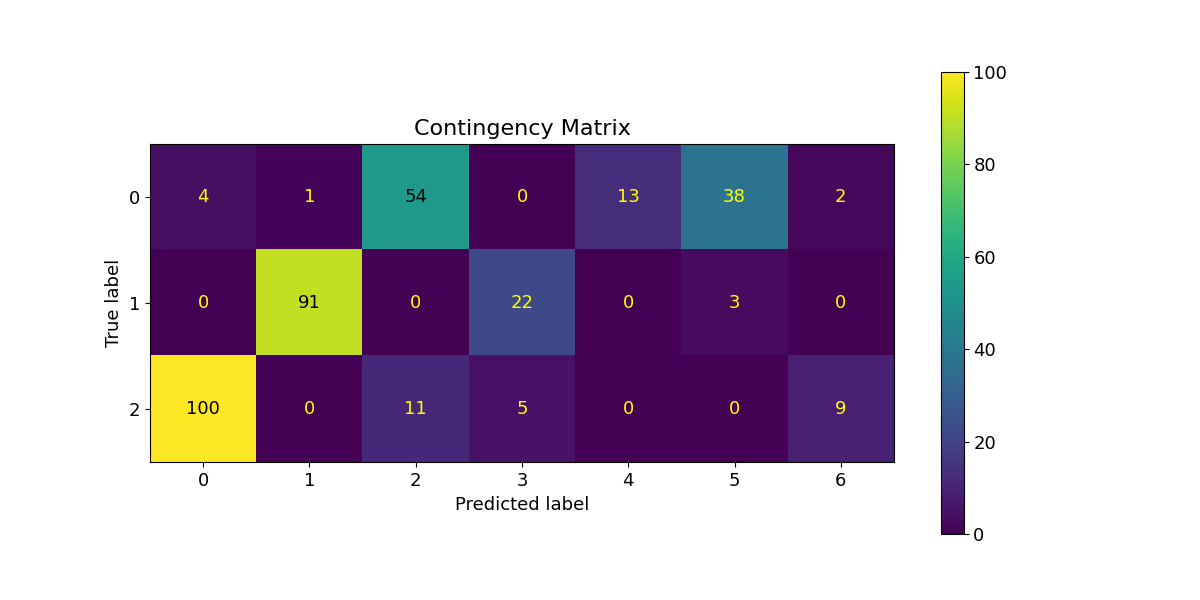 Contingency Matrix
0 4 1 54 0 13 38 2
1 0 91 0 22 0 3 0
2 100 0 11 5 0 0 9
0 1 2 3 4 5 6
Predicted label
True label
100
80
60
40
20
0